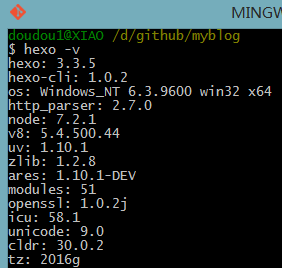 MINGW
doudou1@XIAO /d/github/myblog
$ hexo -v
hexo: 3.3.5
hexo-cli: 1.0.2
os: Windows_NT 6.3.9600 win32 x64
http_parser: 2.7.0
node: 7.2.1
v8: 5.4.500.44
uv: 1.10.1
zlib: 1.2.8
ares: 1.10.1-DEV
modules: 51
openssl: 1.0.2j
icu: 58.1
unicode: 9.0
cldr: 30.0.2
tz: 2016g